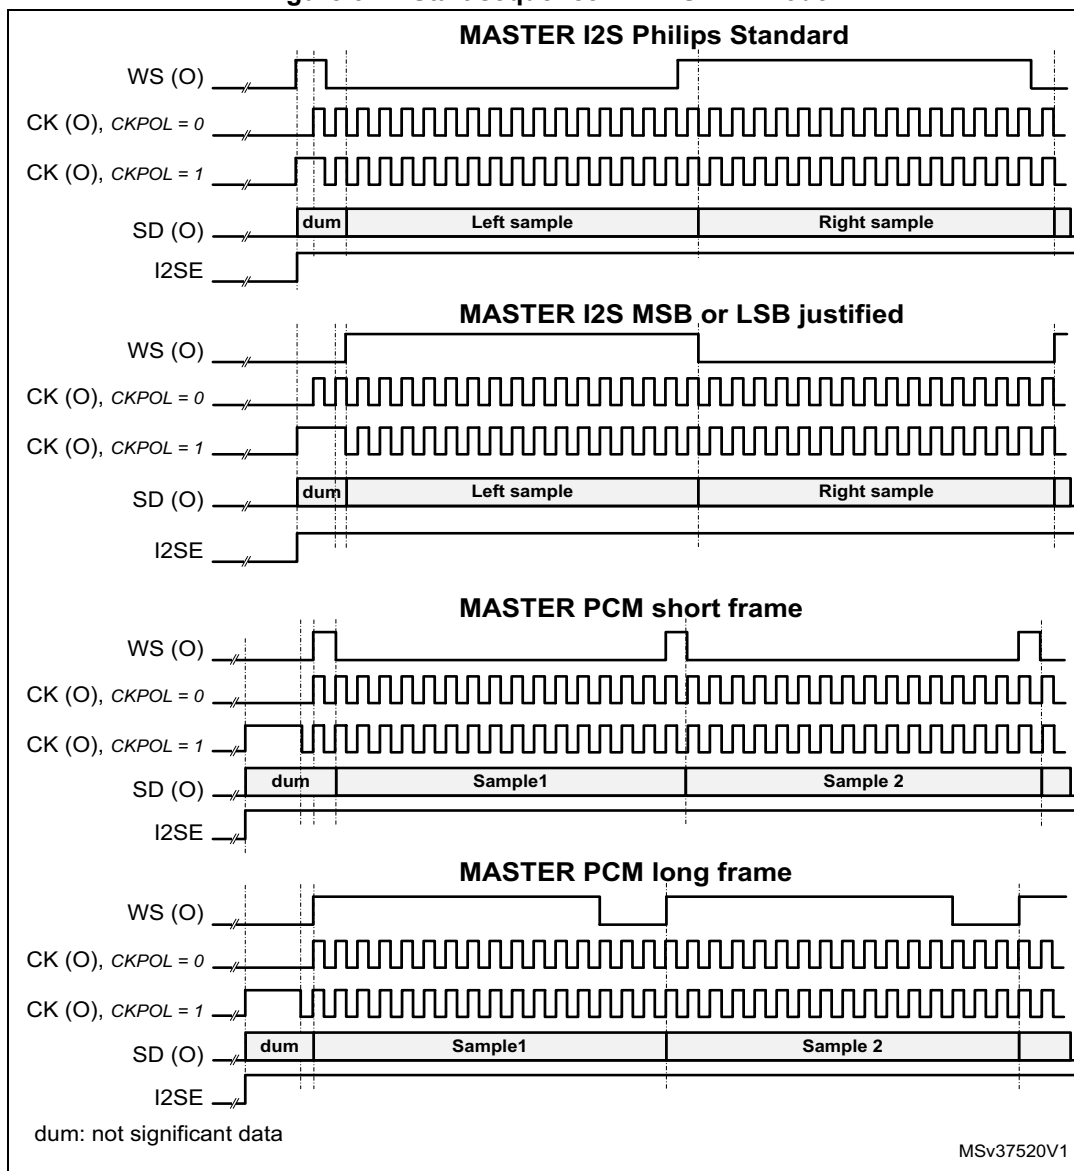 MASTER I2S Philips Standard
WS (O)
CK (O), CKPOL = 0
CK (O), CKPOL = 1
SD (O) dum Left sample Right sample
I2SE
MASTER I2S MSB or LSB justified
WS (O)
CK (O), CKPOL = 0
CK (O), CKPOL = 1
SD (O) dum Left sample Right sample
I2SE
MASTER PCM short frame
WS (O)
CK (O), CKPOL = 0
CK (O), CKPOL = 1
SD (O) dum Sample1 Sample 2
I2SE
MASTER PCM long frame
WS (O)
CK (O), CKPOL = 0
CK (O), CKPOL = 1
SD (O) dum Sample1 Sample 2
I2SE
dum: not significant data
MSv37520V1